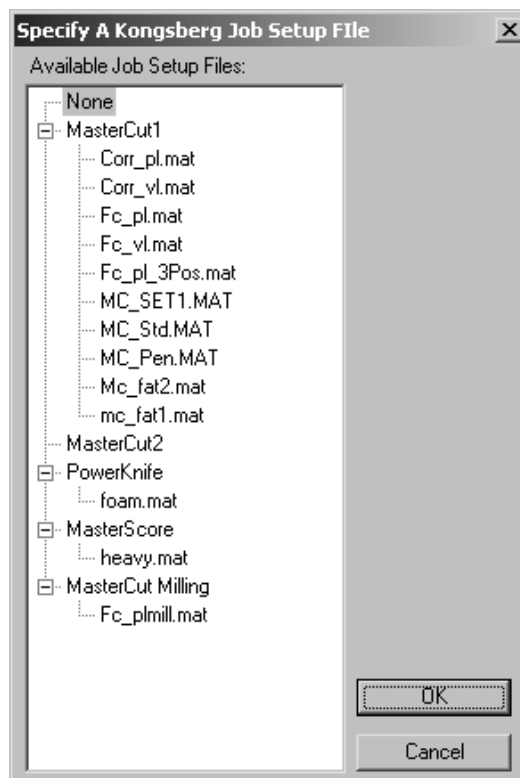 Specify A Kongsberg Job Setup FIle
Available Job Setup Files:
None
MasterCut1
Corr_pl.mat
Corr_vl.mat
Fc_pl.mat
Fc_vl.mat
Fc_pl_3Pos.mat
MC_SET1.MAT
MC_Std.MAT
MC_Pen.MAT
Mc_fat2.mat
mc_fat1.mat
MasterCut2
PowerKnife
foam.mat
MasterScore
heavy.mat
MasterCut Milling
Fc_plmill.mat
OK
Cancel